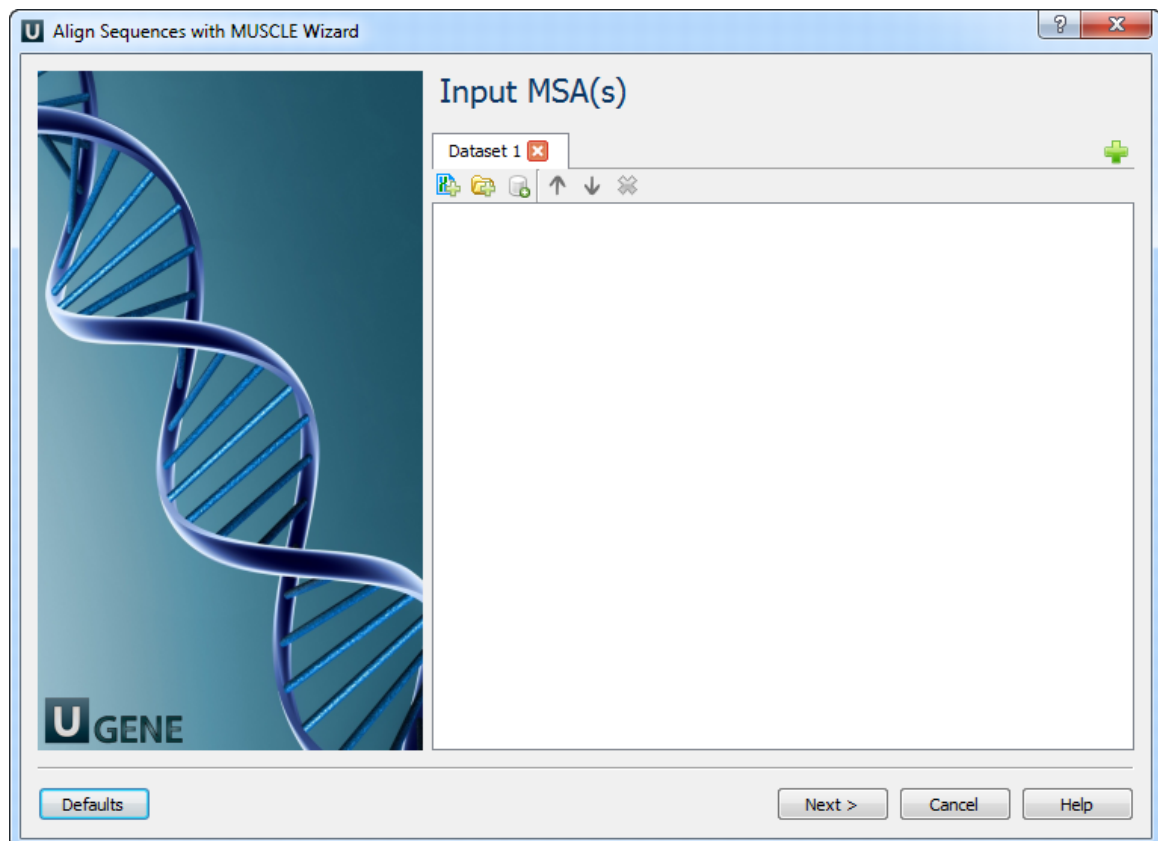 U Align Sequences with MUSCLE Wizard
? X
Input MSA(s)
Dataset 1
U GENE
Defaults
Next >
Cancel
Help